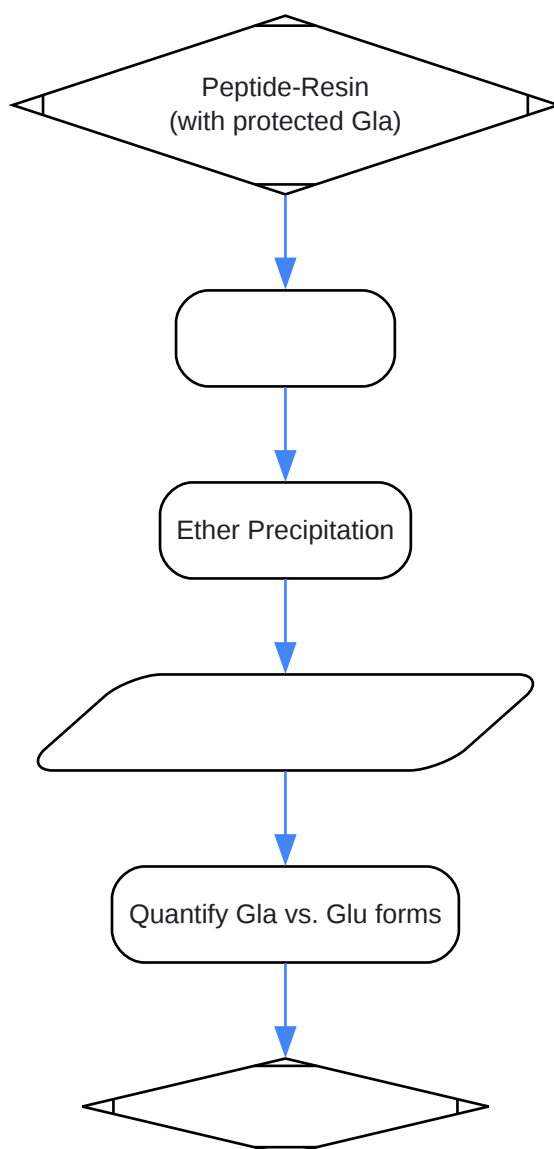 Peptide-Resin
(with protected Gla)
Ether Precipitation
Quantify Gla vs. Glu forms